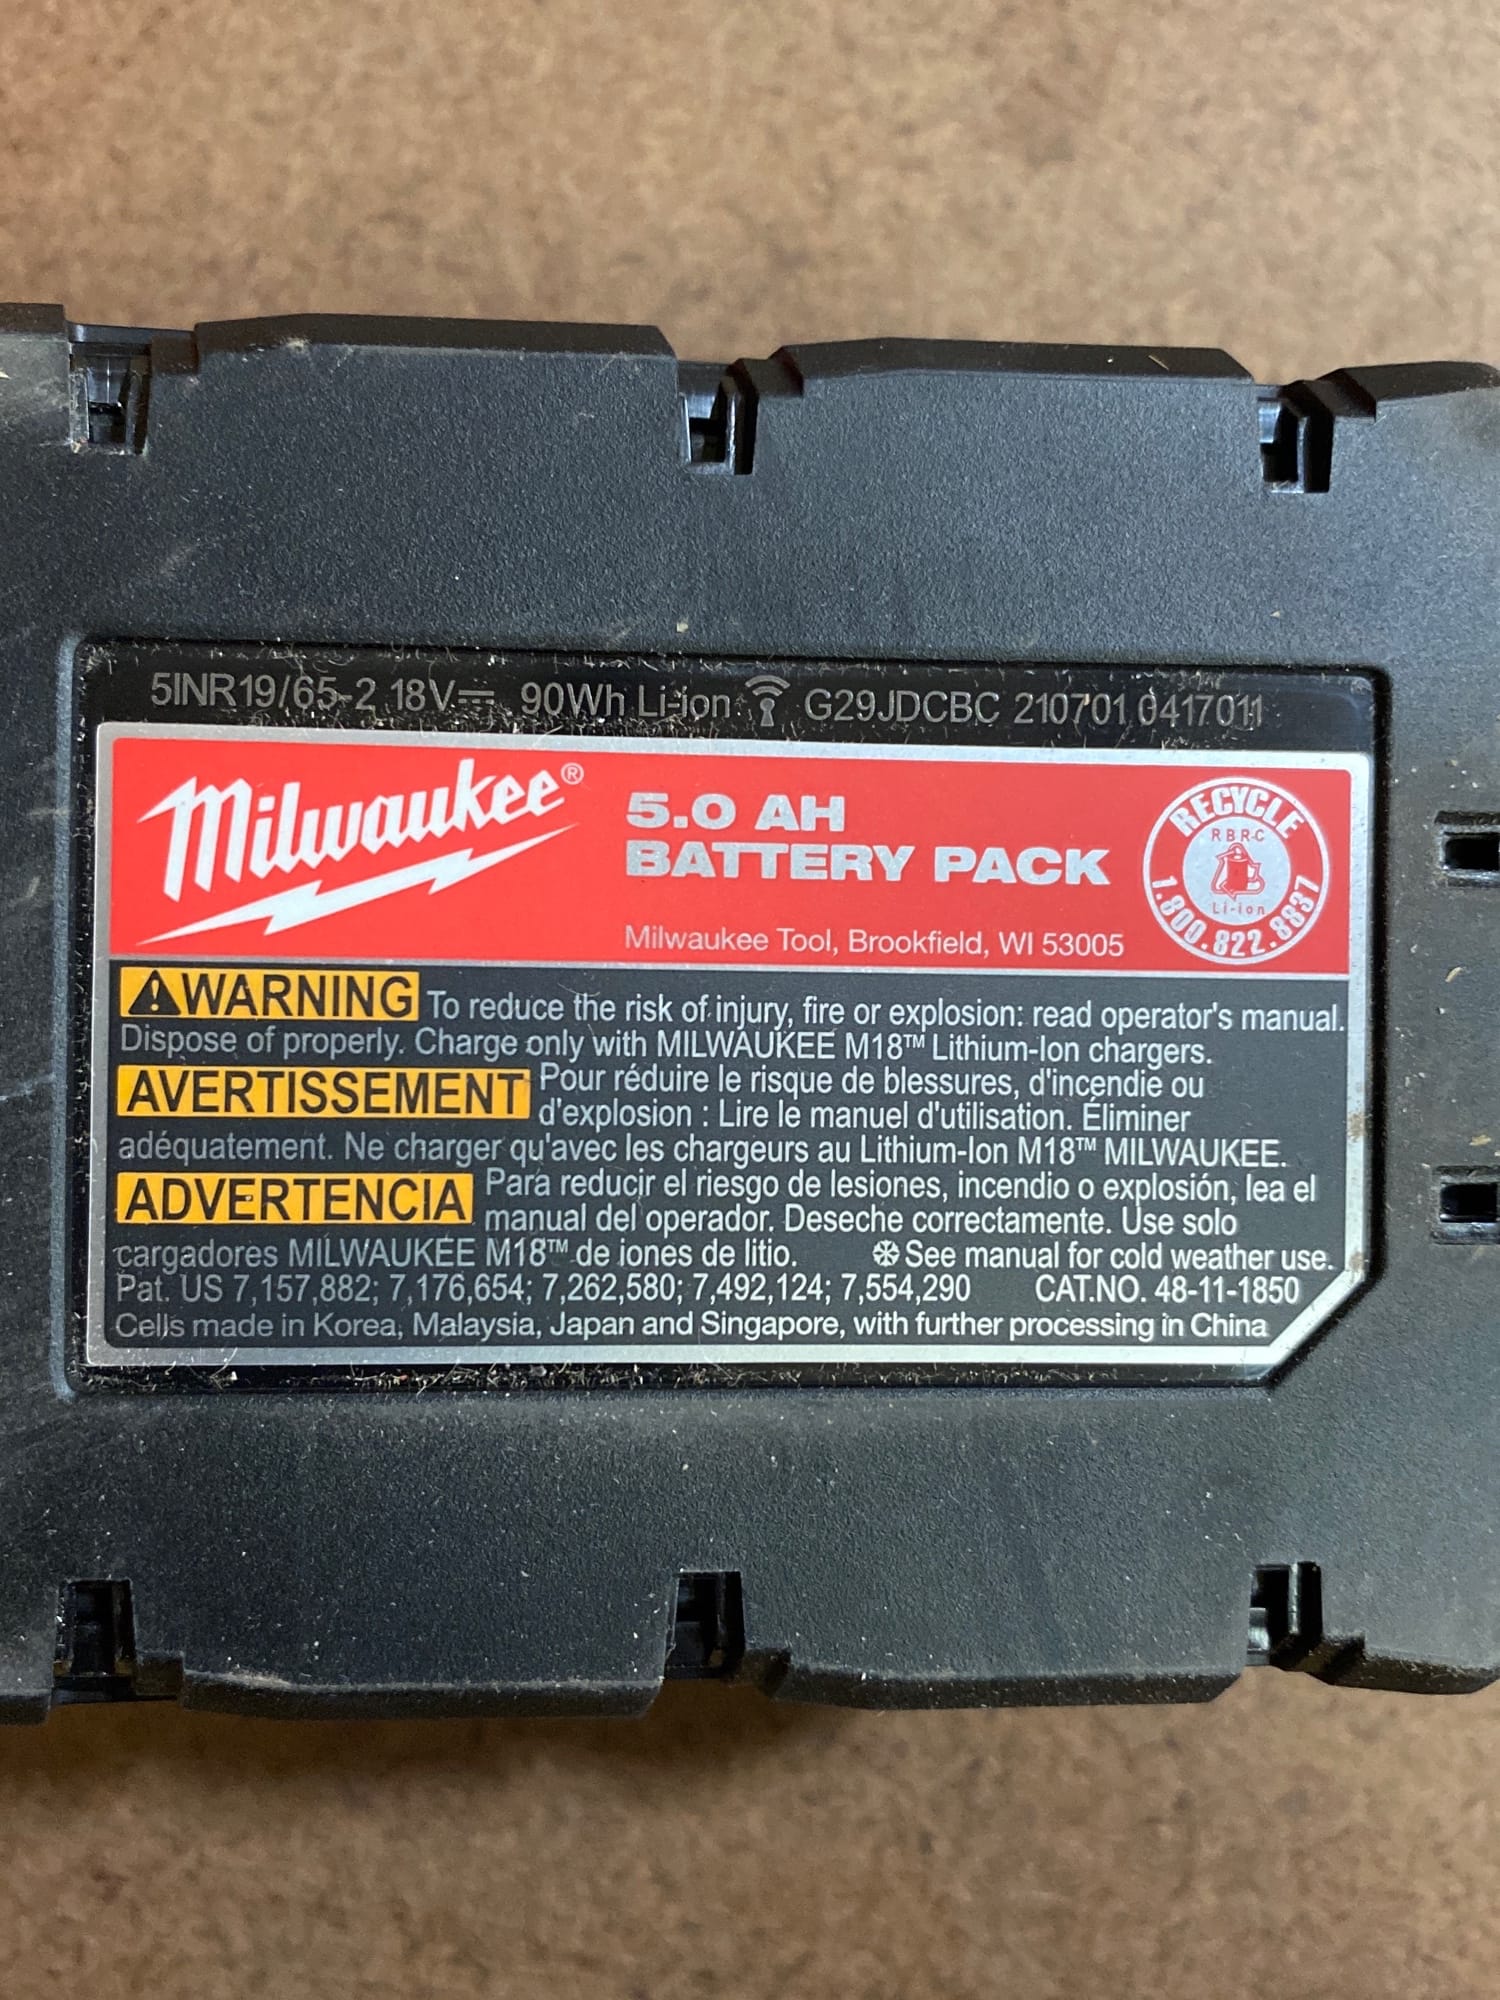 5INR19/65-2 18V⎓ 90Wh Li-ion G29JDCBC 210701 0417011
Milwaukee®
5.0 AH
BATTERY PACK
Milwaukee Tool, Brookfield, WI 53005
RECYCLE
RBRC
Li-ion
1.800.822.8837
⚠WARNING To reduce the risk of injury, fire or explosion: read operator's manual.
Dispose of properly. Charge only with MILWAUKEE M18™ Lithium-Ion chargers.
AVERTISSEMENT Pour réduire le risque de blessures, d'incendie ou
d'explosion : Lire le manuel d'utilisation. Éliminer
adéquatement. Ne charger qu'avec les chargeurs au Lithium-Ion M18™ MILWAUKEE.
ADVERTENCIA Para reducir el riesgo de lesiones, incendio o explosión, lea el
manual del operador. Deseche correctamente. Use solo
cargadores MILWAUKEE M18™ de iones de litio. ❄See manual for cold weather use.
Pat. US 7,157,882; 7,176,654; 7,262,580; 7,492,124; 7,554,290 CAT.NO. 48-11-1850
Cells made in Korea, Malaysia, Japan and Singapore, with further processing in China